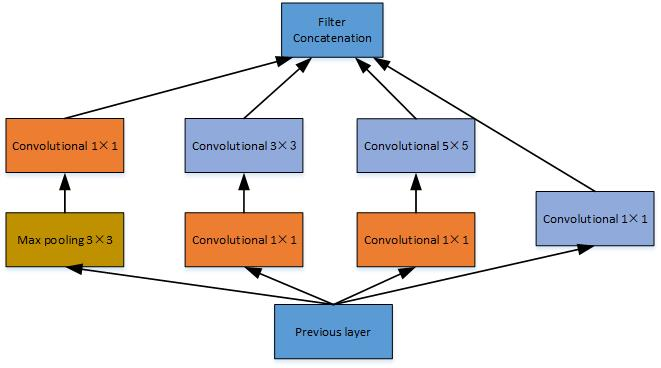 Filter
Concatenation
Convolutional 1×1
Convolutional 3×3
Convolutional 5×5
Max pooling 3×3
Convolutional 1×1
Convolutional 1×1
Convolutional 1×1
Previous layer